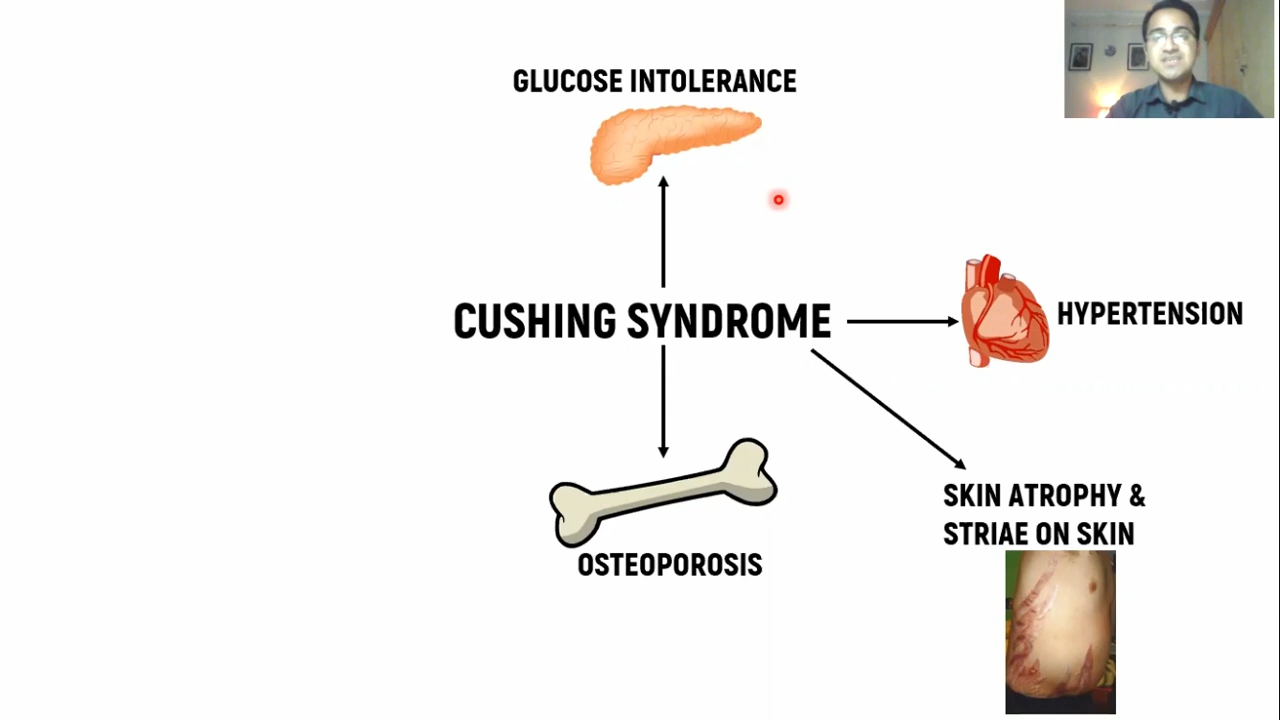 GLUCOSE INTOLERANCE
CUSHING SYNDROME
HYPERTENSION
SKIN ATROPHY &
STRIAE ON SKIN
OSTEOPOROSIS